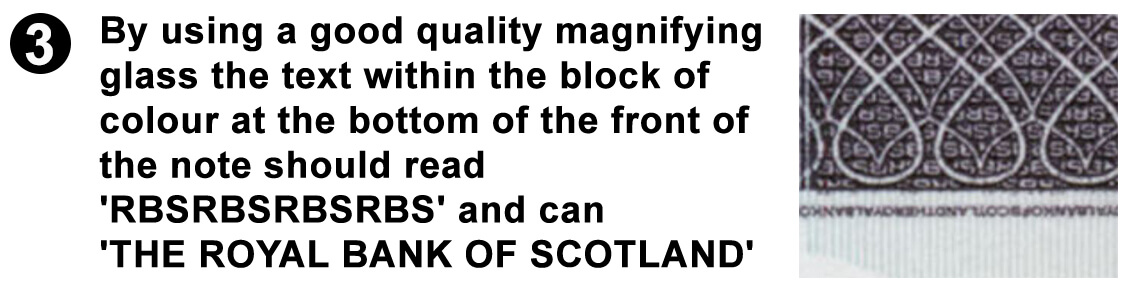 3
By using a good quality magnifying
glass the text within the block of
colour at the bottom of the front of
the note should read
'RBSRBSRBSRBS' and can
'THE ROYAL BANK OF SCOTLAND'